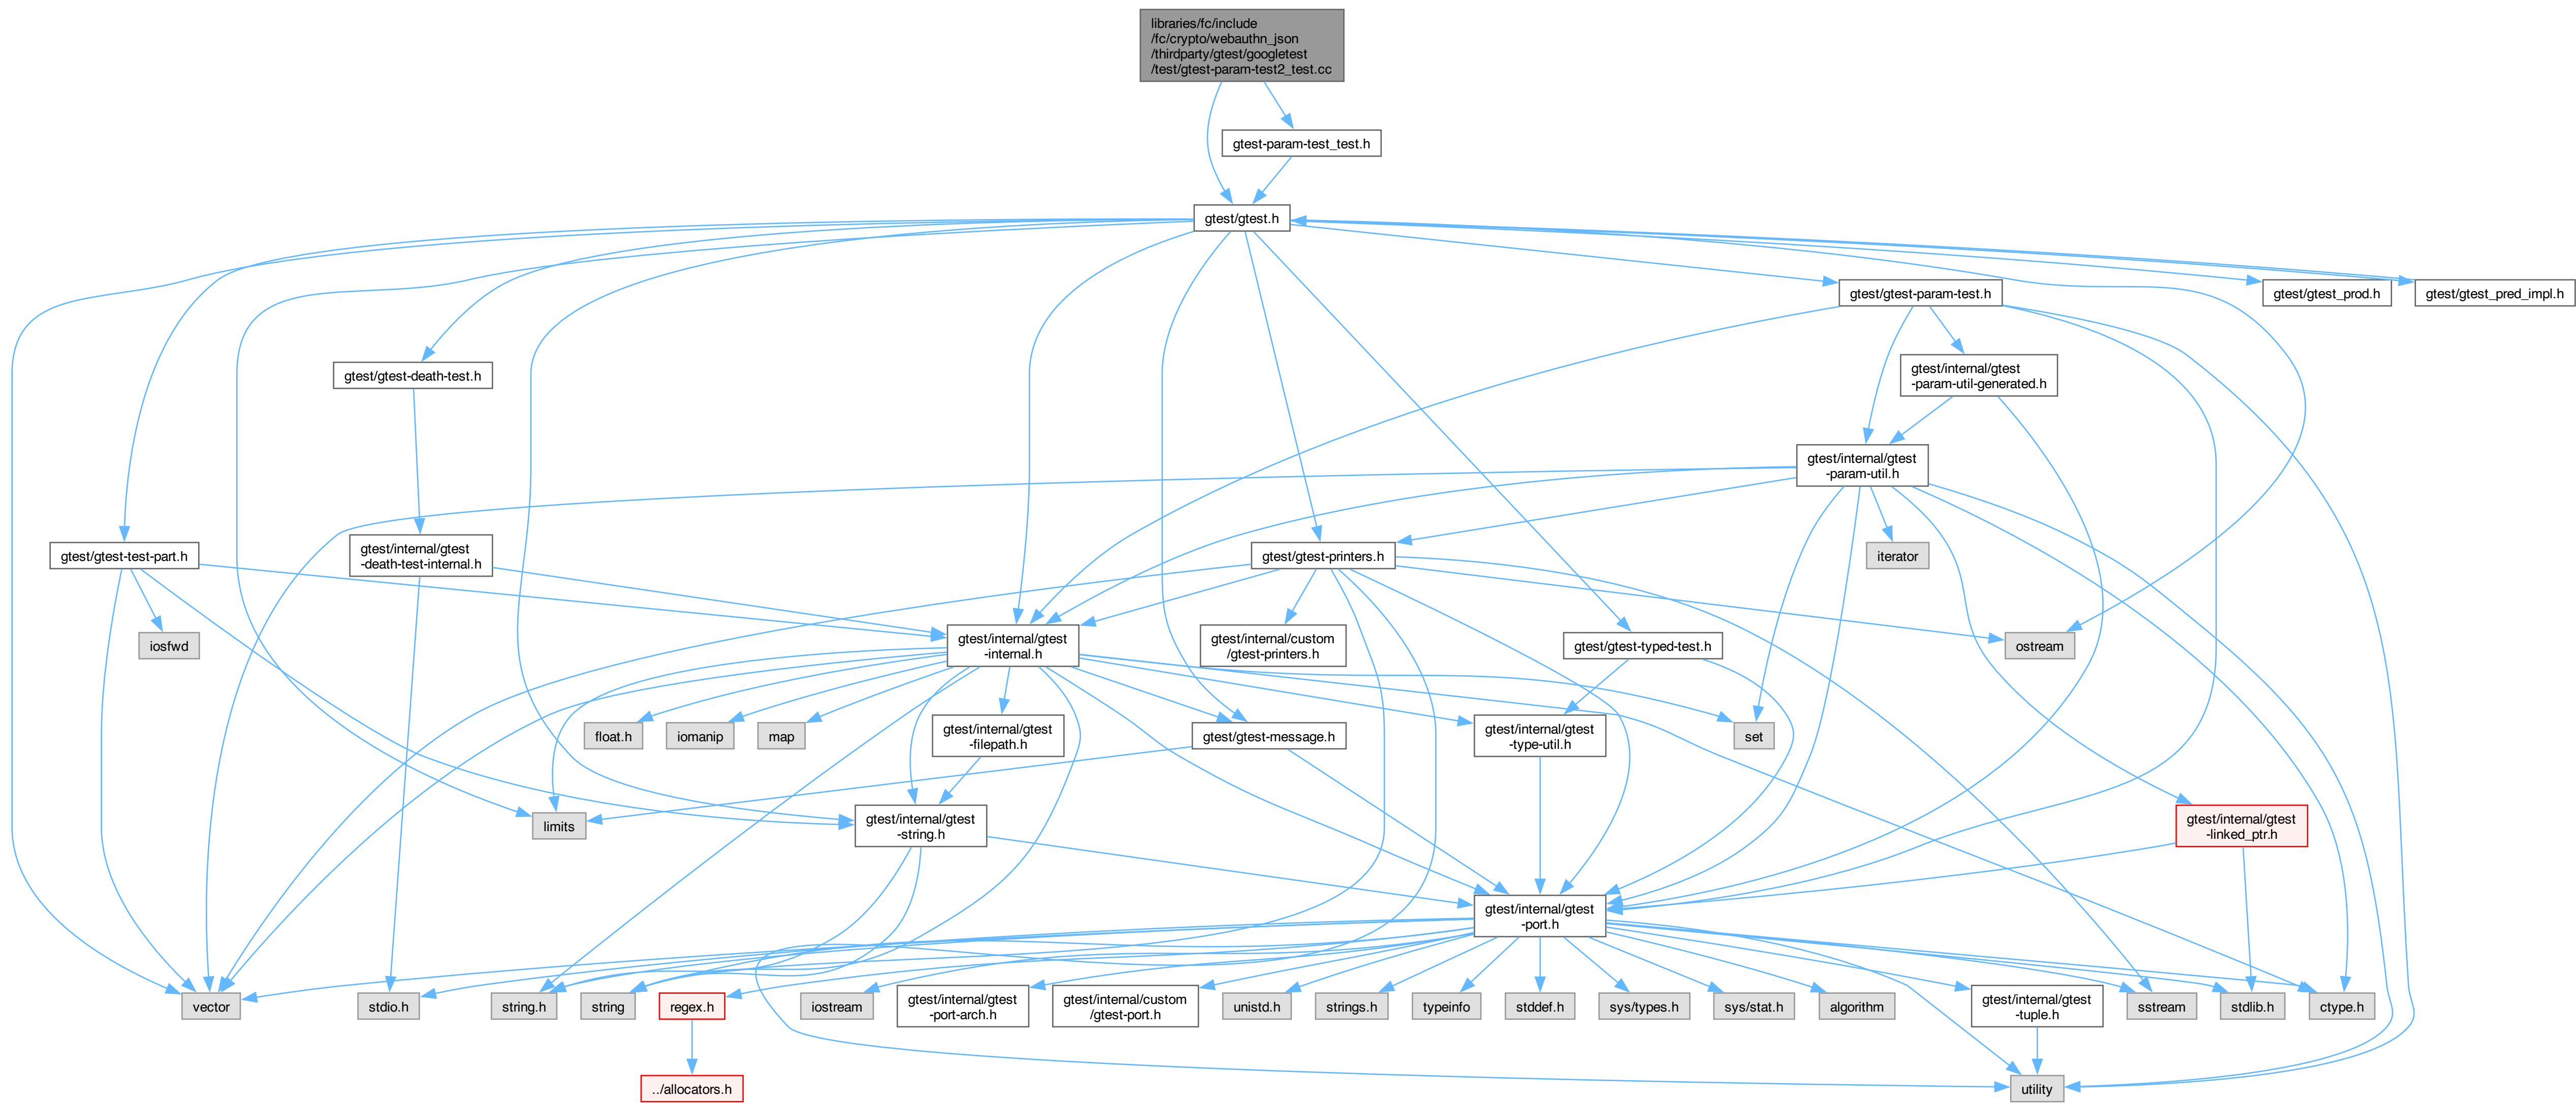 libraries/fc/include
/fc/crypto/webauthn_json
/thirdparty/gtest/googletest
/test/gtest-param-test2_test.cc
gtest-param-test_test.h
gtest/gtest.h
gtest/gtest-param-test.h
gtest/gtest_prod.h
gtest/gtest_pred_impl.h
gtest/gtest-death-test.h
gtest/internal/gtest
-param-util-generated.h
gtest/internal/gtest
-param-util.h
gtest/gtest-test-part.h
gtest/internal/gtest
-death-test-internal.h
gtest/gtest-printers.h
iterator
iosfwd
gtest/internal/gtest
-internal.h
gtest/internal/custom
/gtest-printers.h
gtest/gtest-typed-test.h
ostream
float.h
iomanip
map
gtest/internal/gtest
-filepath.h
gtest/gtest-message.h
gtest/internal/gtest
-type-util.h
set
limits
gtest/internal/gtest
-string.h
gtest/internal/gtest
-linked_ptr.h
gtest/internal/gtest
-port.h
vector
stdio.h
string.h
string
regex.h
iostream
gtest/internal/gtest
-port-arch.h
gtest/internal/custom
/gtest-port.h
unistd.h
strings.h
typeinfo
stddef.h
sys/types.h
sys/stat.h
algorithm
gtest/internal/gtest
-tuple.h
sstream
stdlib.h
ctype.h
../allocators.h
utility